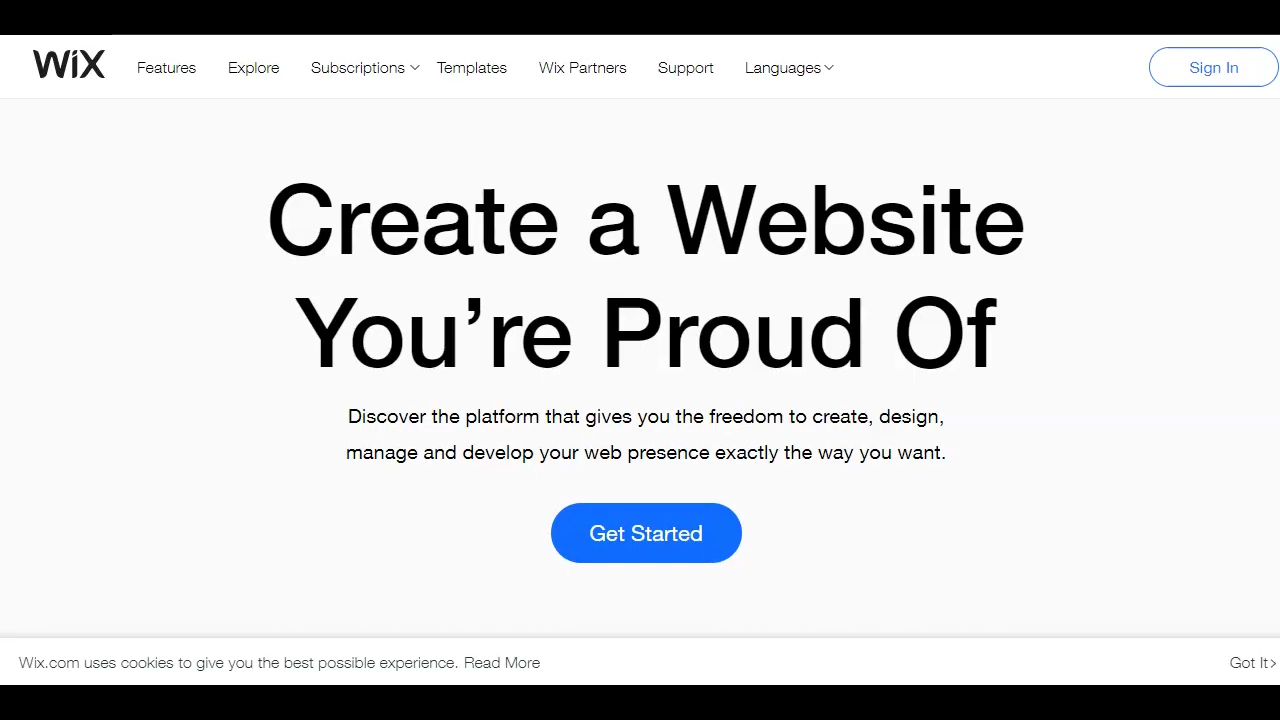 WiX
Features
Explore
Subscriptions
Templates
Wix Partners
Support
Languages
Sign In
Create a Website
You’re Proud Of
Discover the platform that gives you the freedom to create, design,
manage and develop your web presence exactly the way you want.
Get Started
Wix.com uses cookies to give you the best possible experience. Read More
Got It